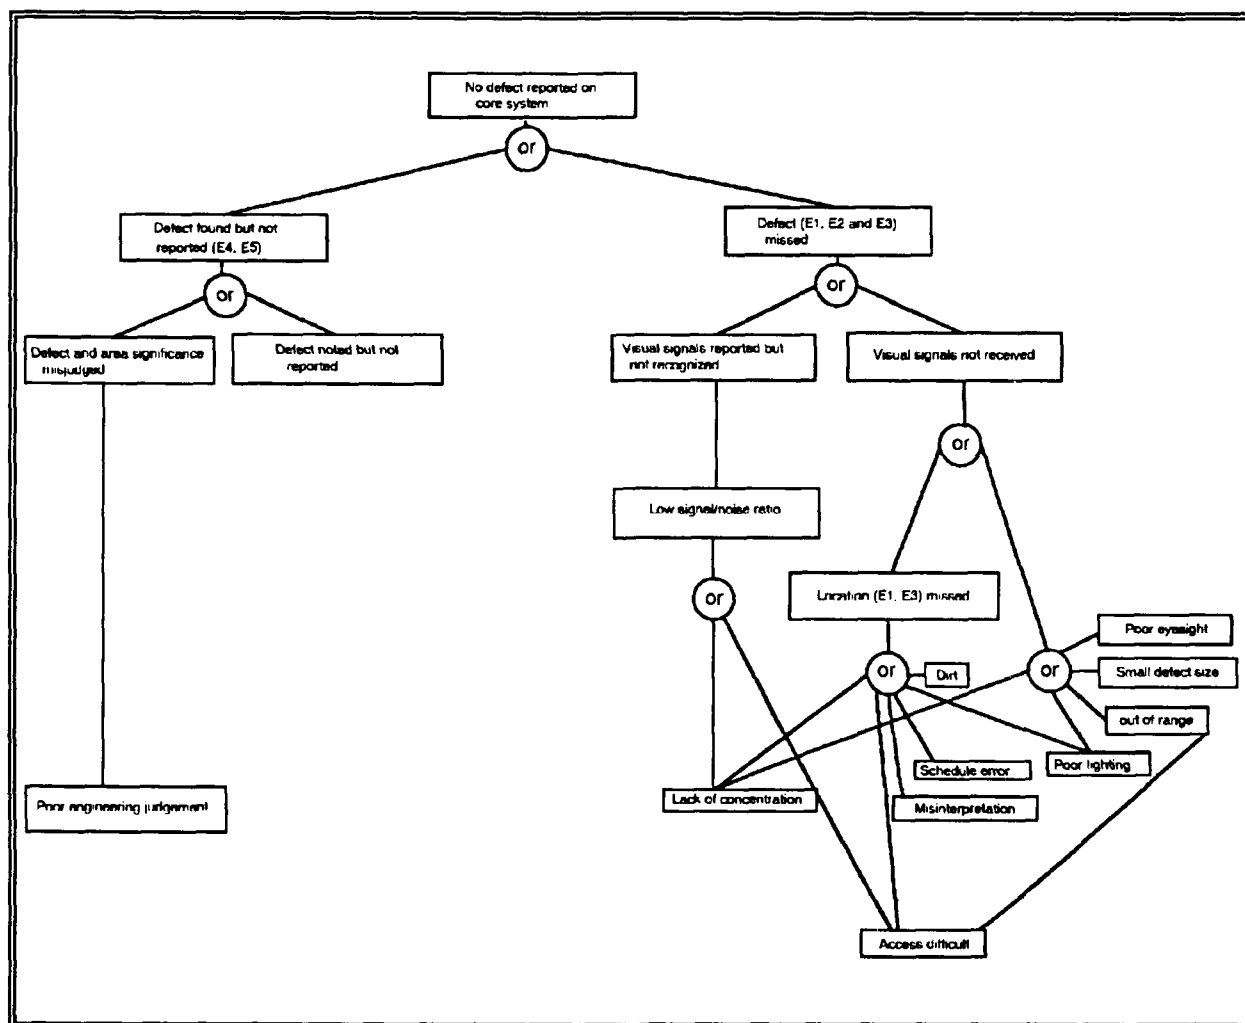 No defect reported on
core system
or
Defect found but not
reported (E4, E5)
Defect (E1, E2 and E3)
missed
or
or
Defect and area significance
misjudged
Defect noted but not
reported
Visual signals reported but
not recognized
Visual signals not received
or
Low signal/noise ratio
or
Location (E1, E3) missed
Poor eyesight
or
Dirt
or
Small defect size
out of range
Schedule error
Poor lighting
Poor engineering judgement
Lack of concentration
Misinterpretation
Access difficult